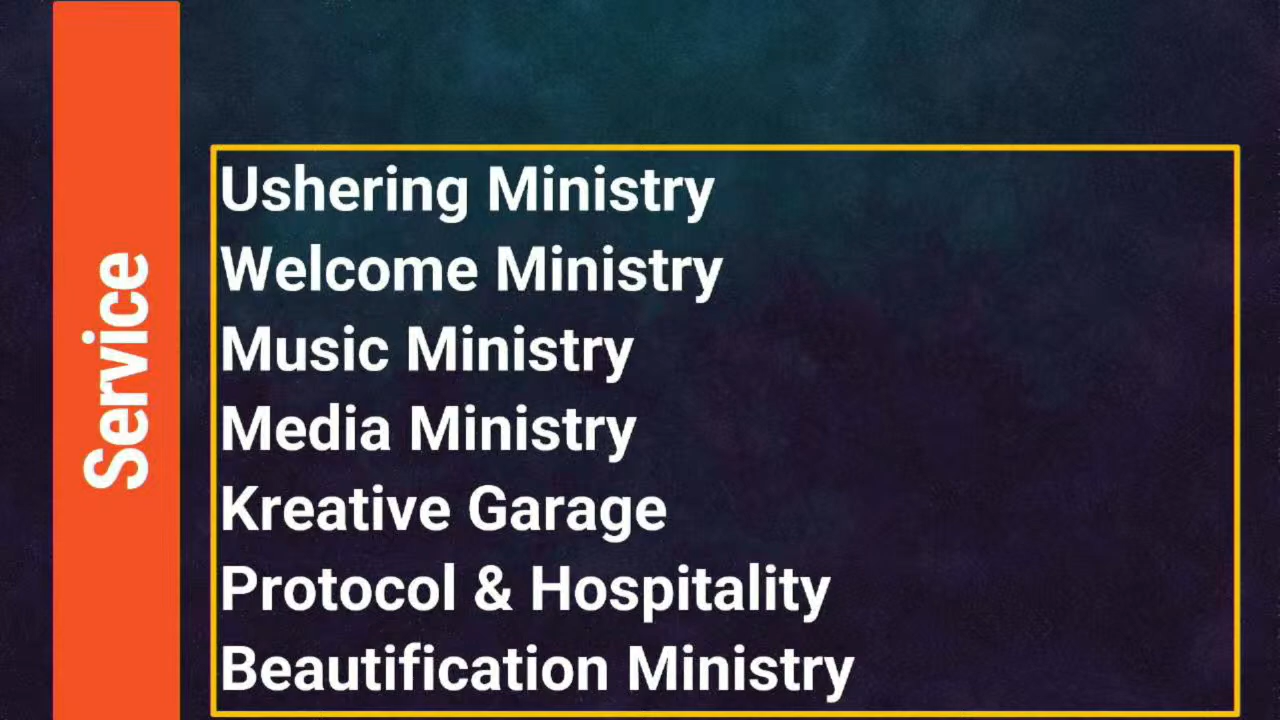 Service
Ushering Ministry
Welcome Ministry
Music Ministry
Media Ministry
Kreative Garage
Protocol & Hospitality
Beautification Ministry